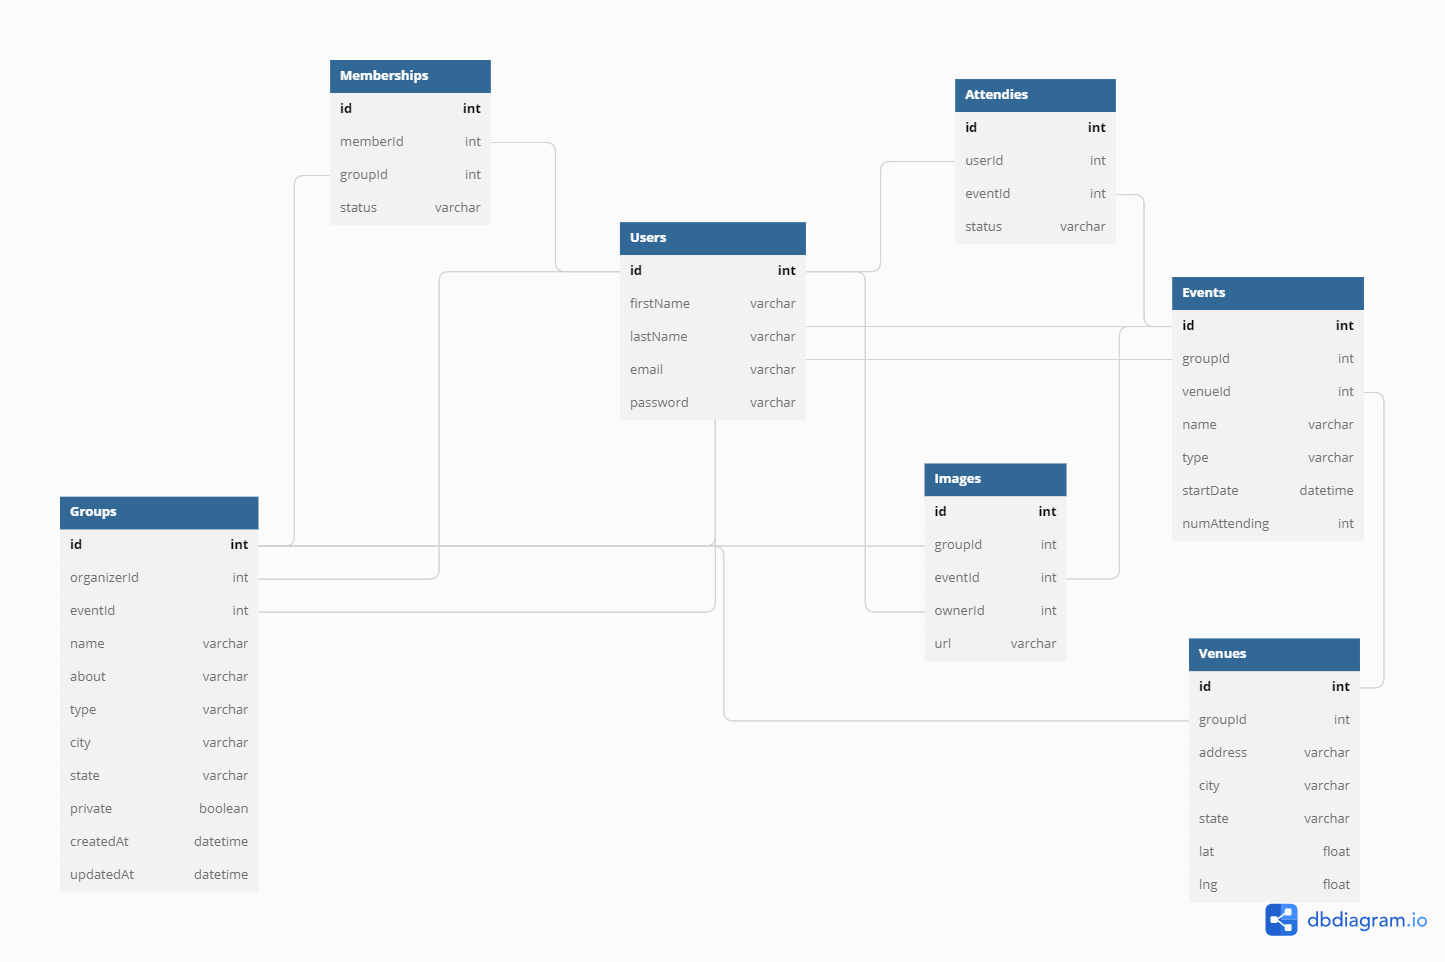 Memberships
id int
memberId int
groupId int
status varchar
Attendies
id int
userId int
eventId int
status varchar
Users
id int
firstName varchar
lastName varchar
email varchar
password varchar
Events
id int
groupId int
venueId int
name varchar
type varchar
startDate datetime
numAttending int
Images
id int
groupId int
eventId int
ownerId int
url varchar
Groups
id int
organizerId int
eventId int
name varchar
about varchar
type varchar
city varchar
state varchar
private boolean
createdAt datetime
updatedAt datetime
Venues
id int
groupId int
address varchar
city varchar
state varchar
lat float
lng float
dbdiagram.io